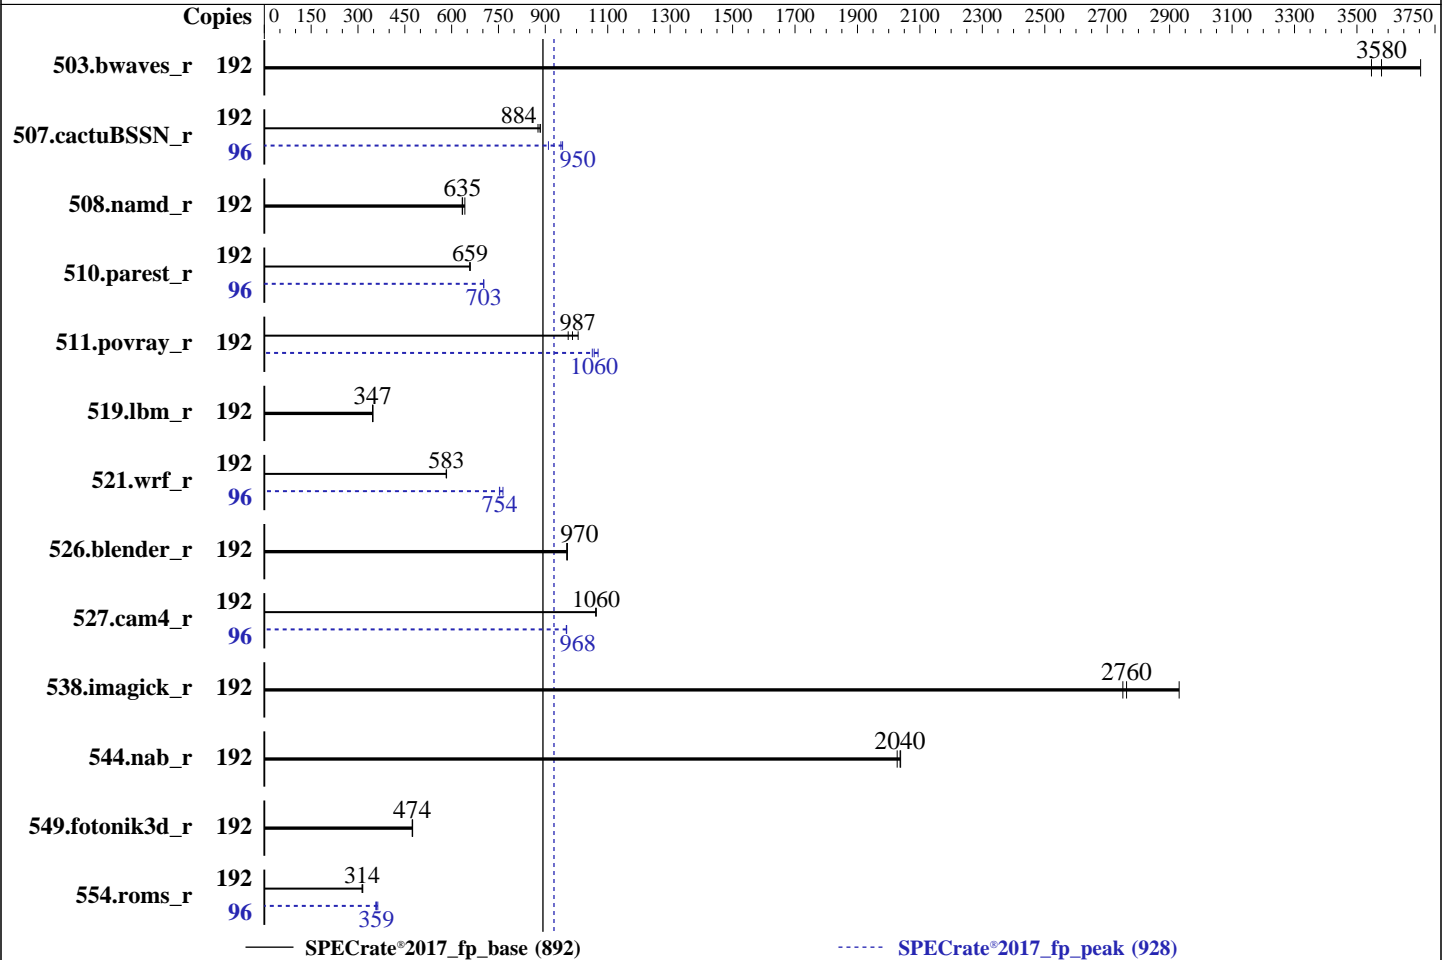 Copies 0 150 300 450 600 750 900 1100 1300 1500 1700 1900 2100 2300 2500 2700 2900 3100 3300 3500 3750
503.bwaves_r 192 3580
507.cactuBSSN_r 192 884
96 950
508.namd_r 192 635
510.parest_r 192 659
96 703
511.povray_r 192 987
1060
519.lbm_r 192 347
521.wrf_r 192 583
96 754
526.blender_r 192 970
527.cam4_r 192 1060
96 968
538.imagick_r 192 2760
544.nab_r 192 2040
549.fotonik3d_r 192 474
554.roms_r 192 314
96 359
SPECrate®2017_fp_base (892) SPECrate®2017_fp_peak (928)